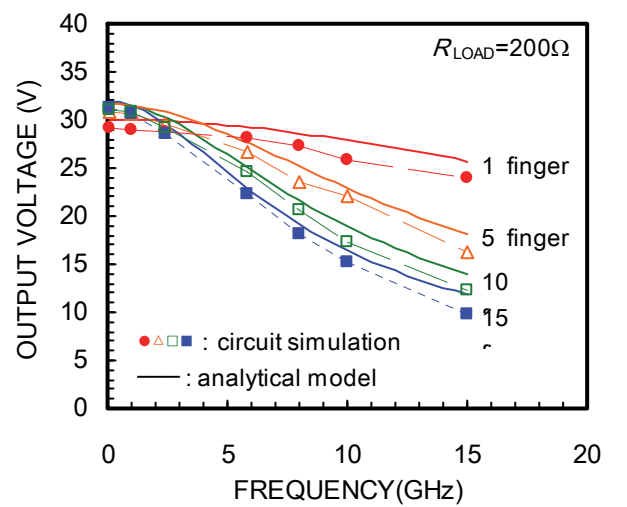 40
35
30
25
20
15
10
5
0
OUTPUT VOLTAGE (V)
R LOAD=200Ω
1 finger
5 finger
10
15
: circuit simulation
: analytical model
0 5 10 15 20
FREQUENCY(GHz)